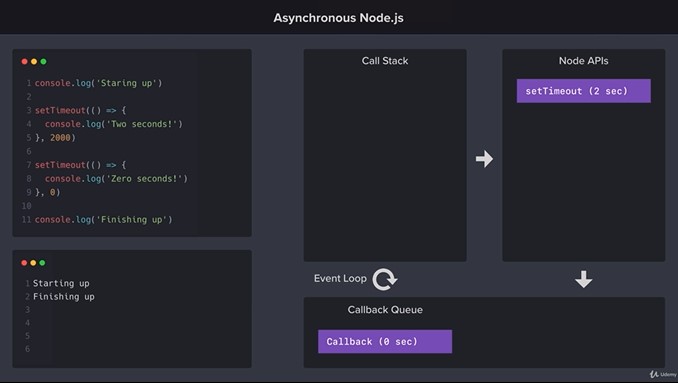 Asynchronous Node.js
1 console.log('Staring up')
2
3 setTimeout(() => {
4   console.log('Two seconds!')
5 }, 2000)
6
7 setTimeout(() => {
8   console.log('Zero seconds!')
9 }, 0)
10
11 console.log('Finishing up')
1 Starting up
2 Finishing up
3
4
5
6
Call Stack
Node APIs
setTimeout (2 sec)
Event Loop
Callback Queue
Callback (0 sec)
Udemy